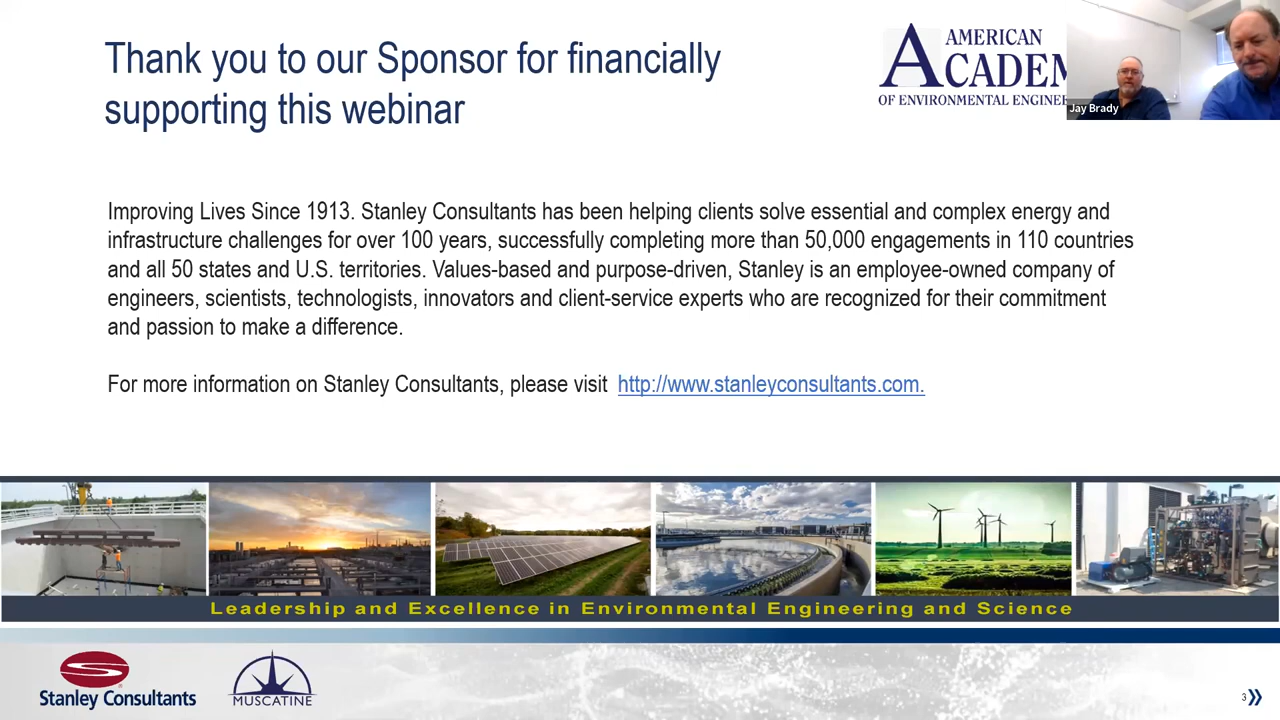 Thank you to our Sponsor for financially
supporting this webinar
AMERICAN
ACADEM
OF ENVIRONMENTAL ENGINE
Jay Brady
Improving Lives Since 1913. Stanley Consultants has been helping clients solve essential and complex energy and
infrastructure challenges for over 100 years, successfully completing more than 50,000 engagements in 110 countries
and all 50 states and U.S. territories. Values-based and purpose-driven, Stanley is an employee-owned company of
engineers, scientists, technologists, innovators and client-service experts who are recognized for their commitment
and passion to make a difference.
For more information on Stanley Consultants, please visit http://www.stanleyconsultants.com.
Leadership and Excellence in Environmental Engineering and Science
Stanley Consultants
MUSCATINE
3